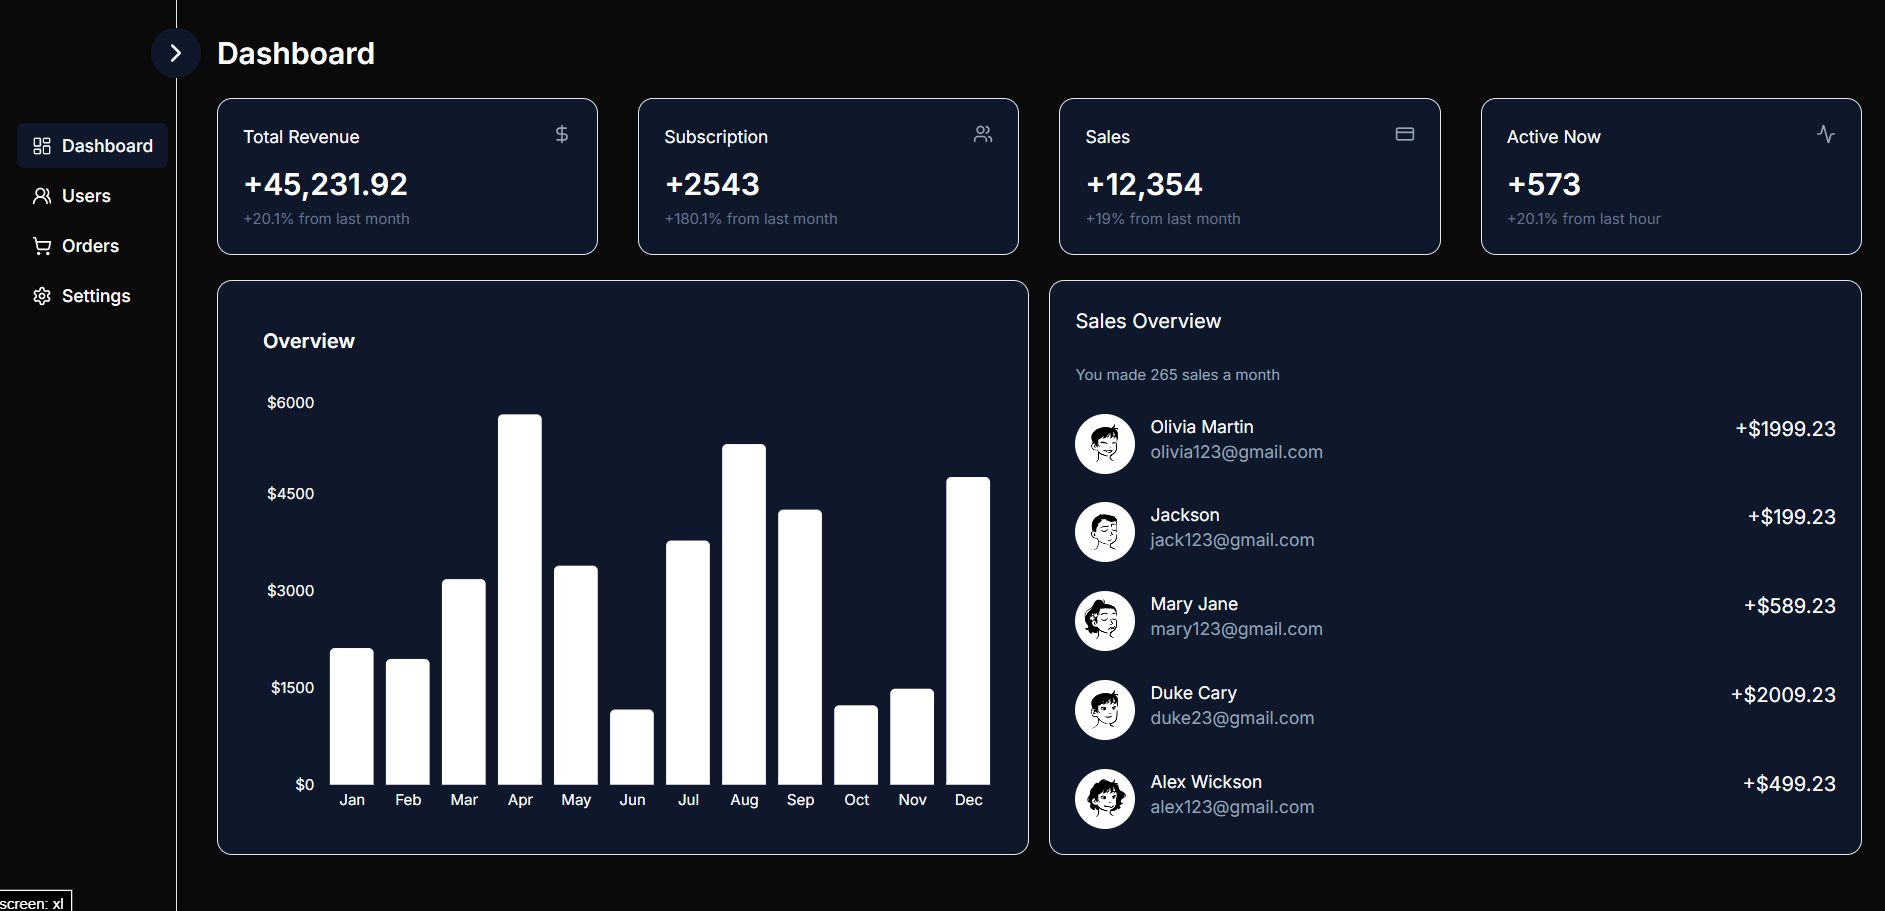 Dashboard
Dashboard
Users
Orders
Settings
Total Revenue
+45,231.92
+20.1% from last month
Subscription
+2543
+180.1% from last month
Sales
+12,354
+19% from last month
Active Now
+573
+20.1% from last hour
Overview
$6000
$4500
$3000
$1500
$0
Jan Feb Mar Apr May Jun Jul Aug Sep Oct Nov Dec
Sales Overview
You made 265 sales a month
Olivia Martin
olivia123@gmail.com
+$1999.23
Jackson
jack123@gmail.com
+$199.23
Mary Jane
mary123@gmail.com
+$589.23
Duke Cary
duke23@gmail.com
+$2009.23
Alex Wickson
alex123@gmail.com
+$499.23
screen: xl